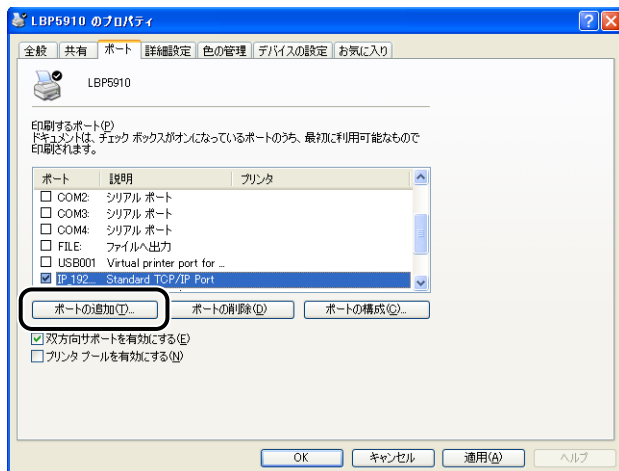 LBP5910 のプロパティ
全般 共有 ポート 詳細設定 色の管理 デバイスの設定 お気に入り
LBP5910
印刷するポート(P)
ドキュメントは、チェック ボックスがオンになっているポートのうち、最初に利用可能なもので
印刷されます。
ポート 説明 プリンタ
COM2: シリアル ポート
COM3: シリアル ポート
COM4: シリアル ポート
FILE: ファイルへ出力
USB001 Virtual printer port for ...
IP_192... Standard TCP/IP Port
ポートの追加(T)... ポートの削除(D) ポートの構成(C)...
双方向サポートを有効にする(E)
プリンタ プールを有効にする(N)
OK キャンセル 適用(A) ヘルプ